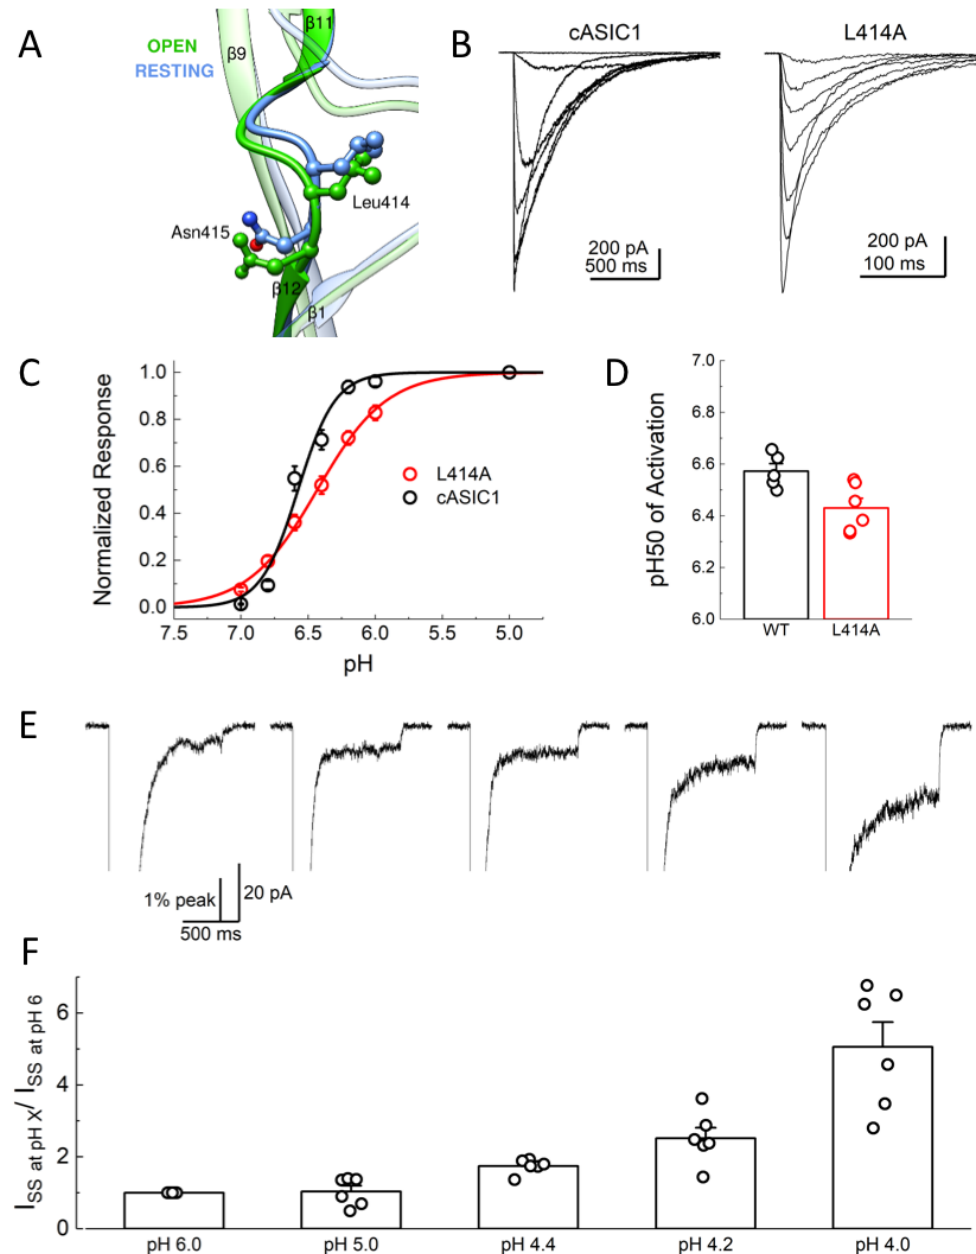 A
OPEN
RESTING
β11
β9
Leu414
Asn415
β12
β1
B
cASIC1
L414A
200 pA
500 ms
200 pA
100 ms
C
Normalized Response
1.0
0.8
0.6
0.4
0.2
0.0
L414A
cASIC1
7.5 7.0 6.5 6.0 5.5 5.0
pH
D
pH50 of Activation
7.0
6.8
6.6
6.4
6.2
6.0
WT L414A
E
1% peak
20 pA
500 ms
F
I SS at pH X / I SS at pH 6
6
4
2
0
pH 6.0 pH 5.0 pH 4.4 pH 4.2 pH 4.0